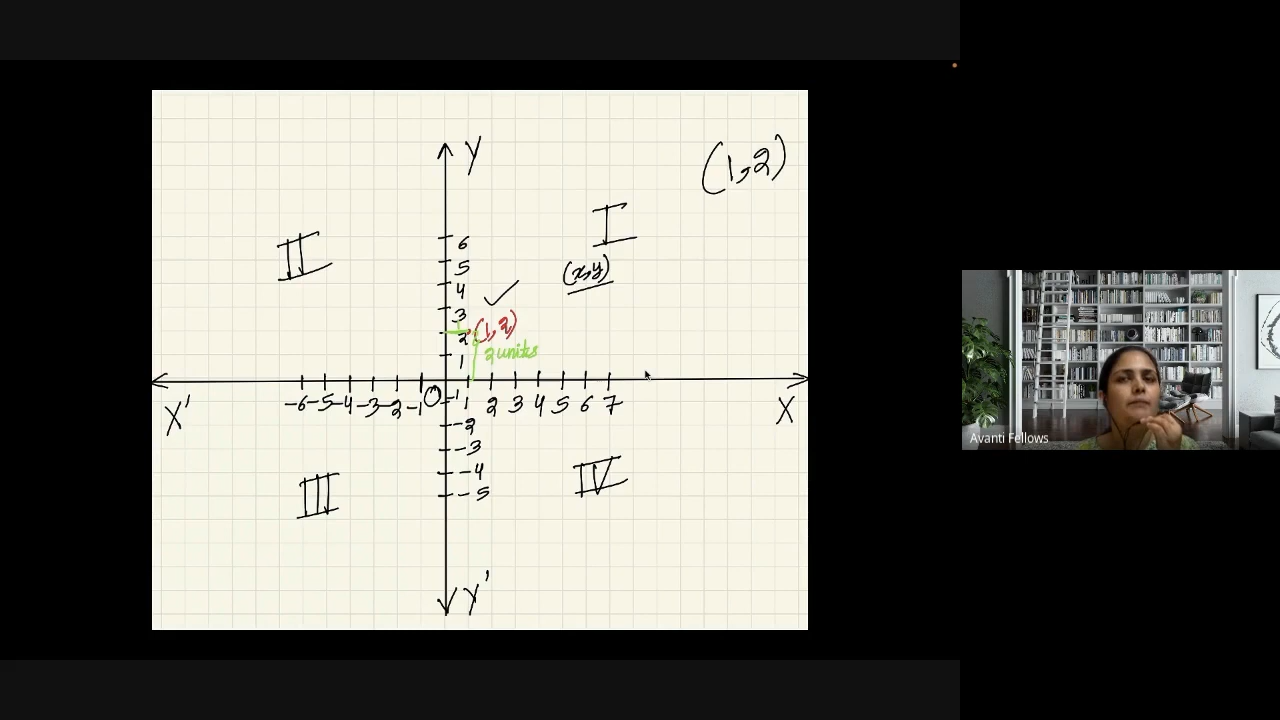 Y
(1,2)
I
II
6
(x,y)
5
4
3
(1,2)
2
2 units
1
-6 -5 -4 -3 -2 -1 O 1 2 3 4 5 6 7
X'
X
-1
-2
-3
-4
-5
III
IV
Y'
Avanti Fellows